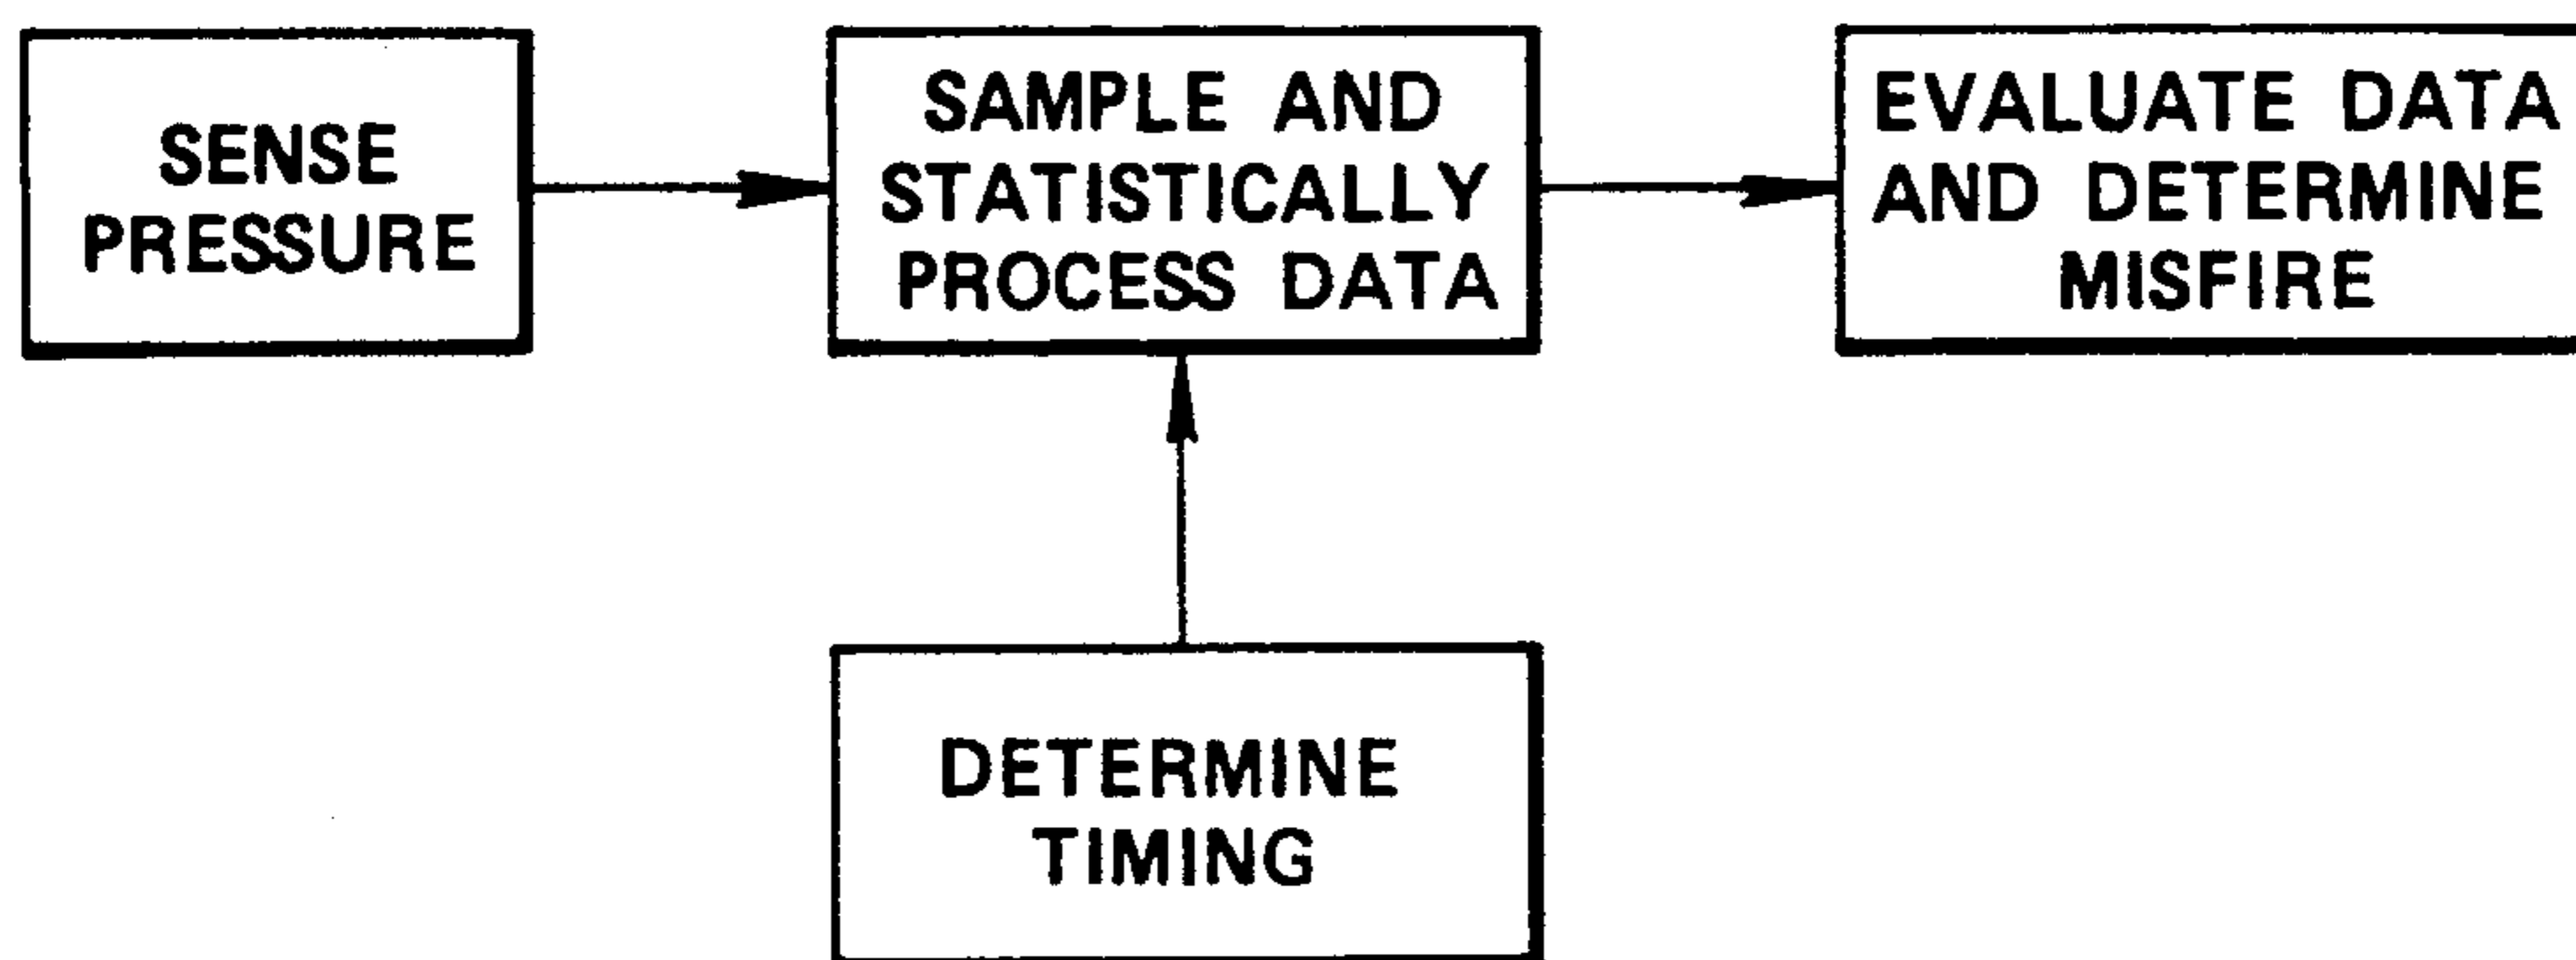 SENSE
PRESSURE
SAMPLE AND
STATISTICALLY
PROCESS DATA
EVALUATE DATA
AND DETERMINE
MISFIRE
DETERMINE
TIMING